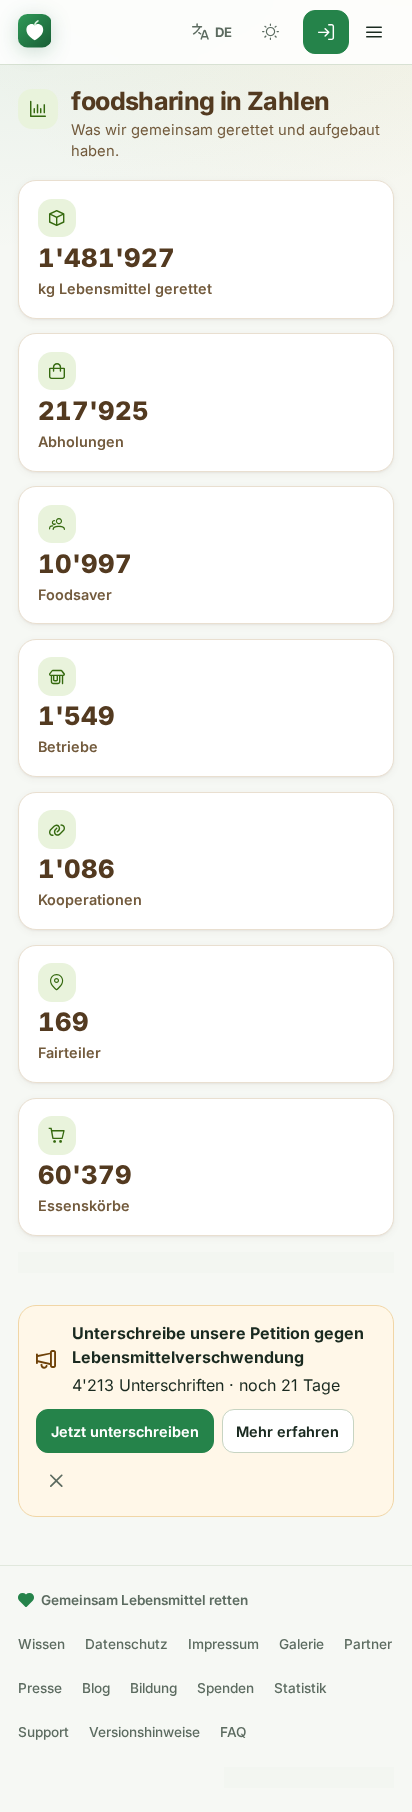 DE
foodsharing in Zahlen
Was wir gemeinsam gerettet und aufgebaut
haben.
1'481'927
kg Lebensmittel gerettet
217'925
Abholungen
10'997
Foodsaver
1'549
Betriebe
1'086
Kooperationen
169
Fairteiler
60'379
Essenskörbe
Unterschreibe unsere Petition gegen
Lebensmittelverschwendung
4'213 Unterschriften · noch 21 Tage
Jetzt unterschreiben Mehr erfahren
Gemeinsam Lebensmittel retten
Wissen Datenschutz Impressum Galerie Partner
Presse Blog Bildung Spenden Statistik
Support Versionshinweise FAQ